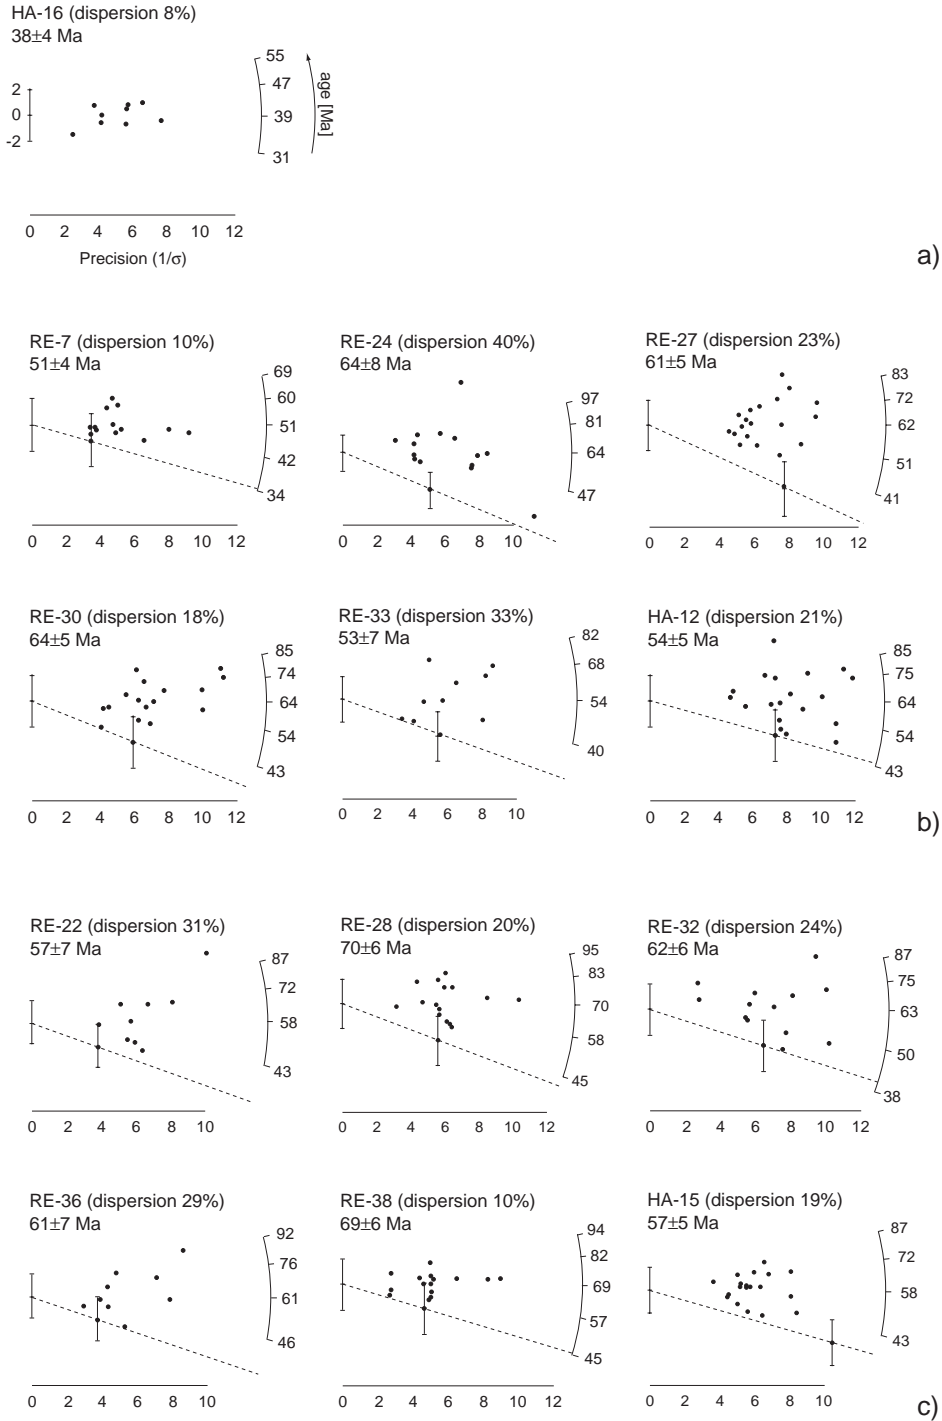 HA-16 (dispersion 8%)
38±4 Ma
55
47
39
31
age [Ma]
2
0
-2
0 2 4 6 8 10 12
Precision (1/σ)
a)
RE-7 (dispersion 10%)
51±4 Ma
69
60
51
42
34
0 2 4 6 8 10 12
RE-24 (dispersion 40%)
64±8 Ma
97
81
64
47
0 2 4 6 8 10
RE-27 (dispersion 23%)
61±5 Ma
83
72
62
51
41
0 2 4 6 8 10 12
RE-30 (dispersion 18%)
64±5 Ma
85
74
64
54
43
0 2 4 6 8 10 12
RE-33 (dispersion 33%)
53±7 Ma
82
68
54
40
0 2 4 6 8 10
HA-12 (dispersion 21%)
54±5 Ma
85
75
64
54
43
0 2 4 6 8 10 12
b)
RE-22 (dispersion 31%)
57±7 Ma
87
72
58
43
0 2 4 6 8 10
RE-28 (dispersion 20%)
70±6 Ma
95
83
70
58
45
0 2 4 6 8 10 12
RE-32 (dispersion 24%)
62±6 Ma
87
75
63
50
38
0 2 4 6 8 10 12
RE-36 (dispersion 29%)
61±7 Ma
92
76
61
46
0 2 4 6 8 10
RE-38 (dispersion 10%)
69±6 Ma
94
82
69
57
45
0 2 4 6 8 10 12
HA-15 (dispersion 19%)
57±5 Ma
87
72
58
43
0 2 4 6 8 10
c)